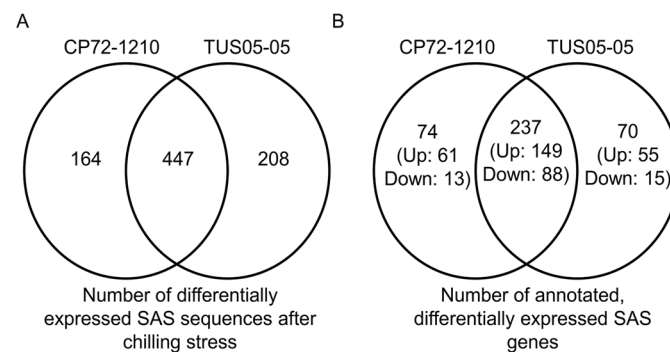 A
CP72-1210
TUS05-05
164
447
208
Number of differentially
expressed SAS sequences after
chilling stress
B
CP72-1210
TUS05-05
74
(Up: 61
Down: 13)
237
(Up: 149
Down: 88)
70
(Up: 55
Down: 15)
Number of annotated,
differentially expressed SAS
genes